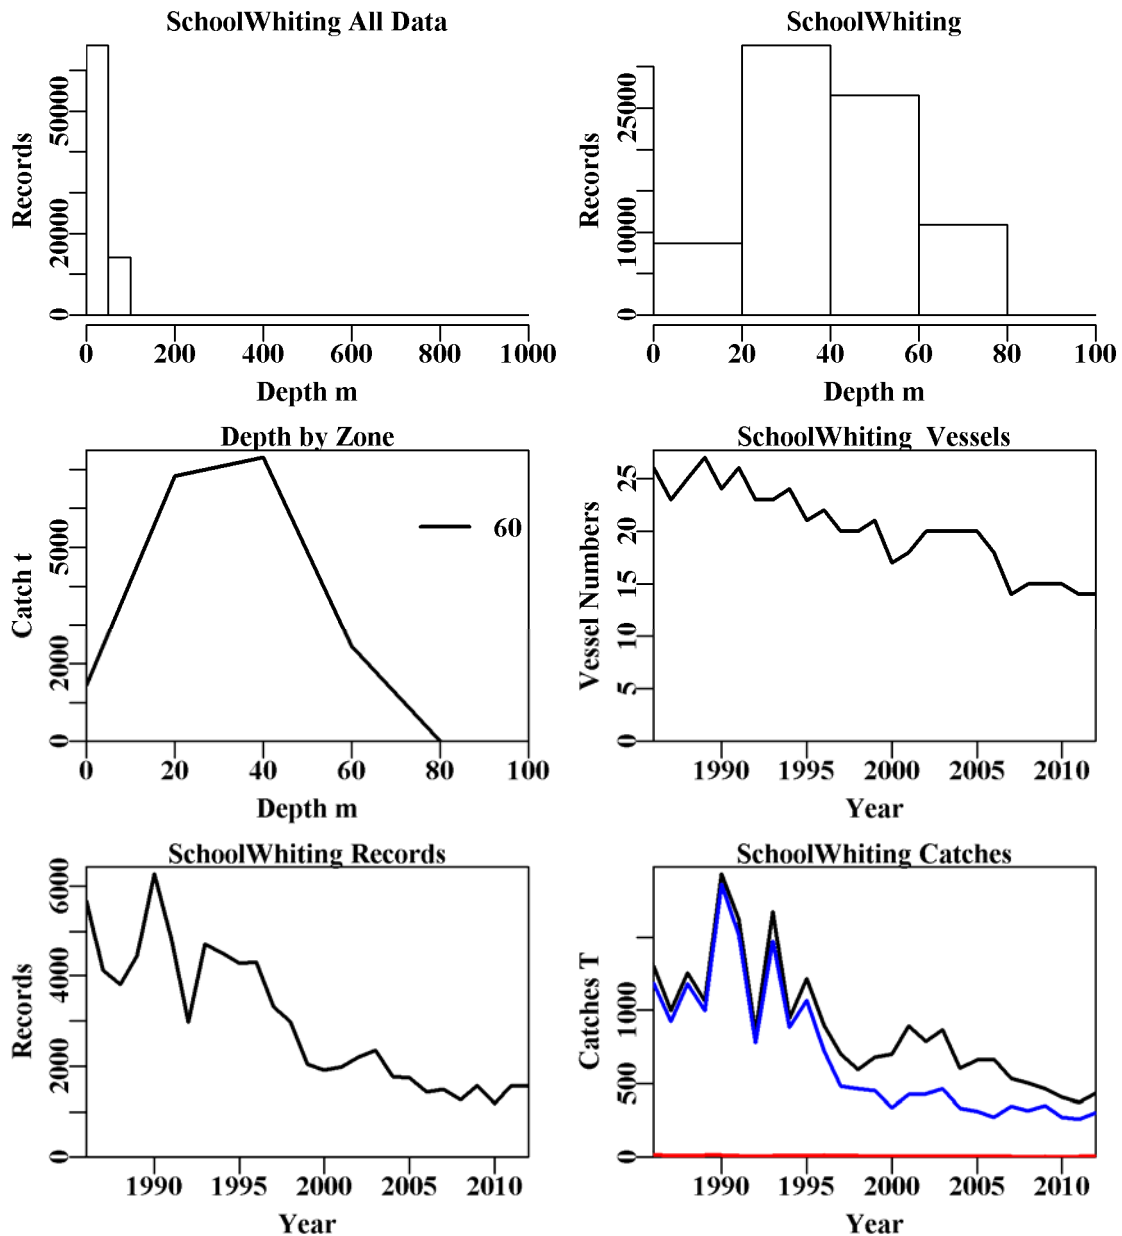 SchoolWhiting All Data
Records
0 20000 50000
0 200 400 600 800 1000
Depth m
SchoolWhiting
Records
0 10000 25000
0 20 40 60 80 100
Depth m
Depth by Zone
Catch t
0 2000 5000
60
0 20 40 60 80 100
Depth m
SchoolWhiting Vessels
Vessel Numbers
0 5 10 15 20 25
1990 1995 2000 2005 2010
Year
SchoolWhiting Records
Records
0 2000 4000 6000
1990 1995 2000 2005 2010
Year
SchoolWhiting Catches
Catches T
0 500 1000
1990 1995 2000 2005 2010
Year